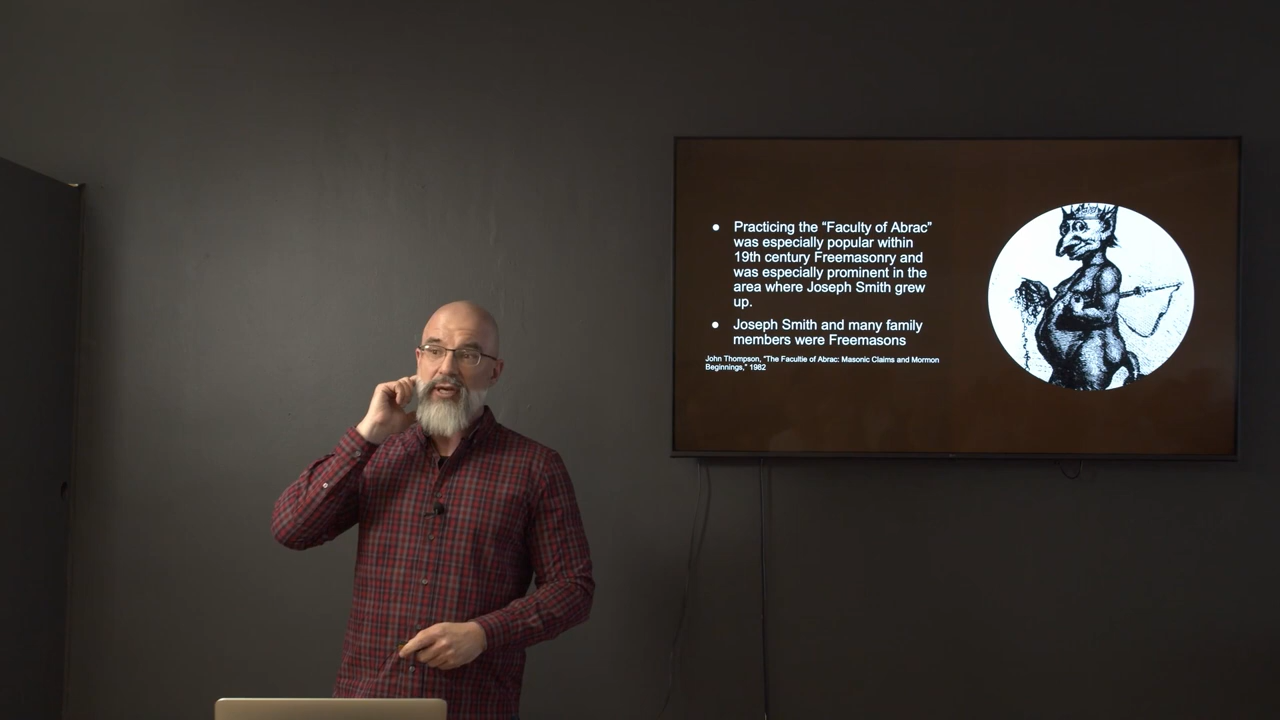 ● Practicing the “Faculty of Abrac”
was especially popular within
19th century Freemasonry and
was especially prominent in the
area where Joseph Smith grew
up.
● Joseph Smith and many family
members were Freemasons
John Thompson, "The Facultie of Abrac: Masonic Claims and Mormon
Beginnings," 1982